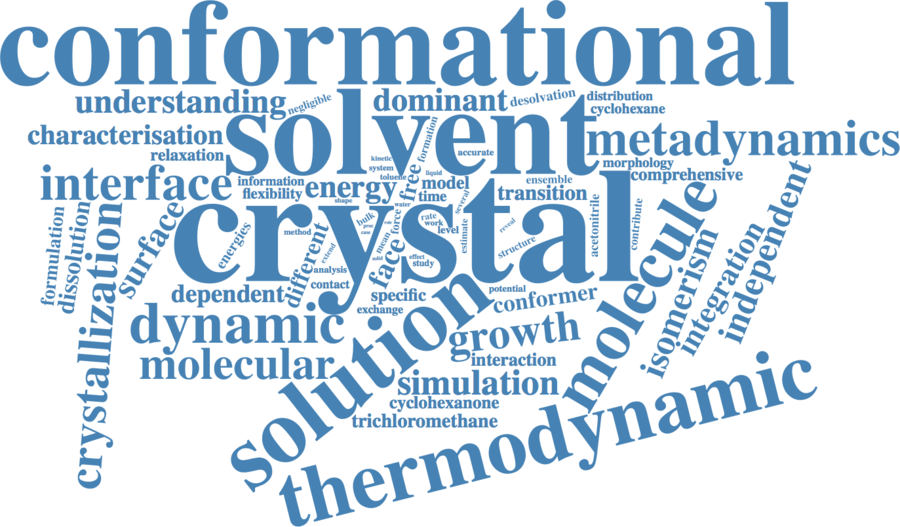 conformational
understanding
negligible
dominant
desolvation
distribution
cyclohexane
characterisation
solvent
metadynamics
relaxation
formation
accurate
kinetic
system
toluene
liquid
morphology
comprehensive
interface
information
flexibility
energy
shape
free
model
time
ensemble
transition
crystal
water
several
formulation
dissolution
crystallization
surface
energies
different
method
extend
bulk
mean
force
face
rate
work
level
estimate
reveal
structure
acetonitrile
contribute
molecule
isomerism
integration
independent
analysis
contact
solid
effect
study
dependent
specific
exchange
potential
conformer
dynamic
solution
growth
molecular
interaction
simulation
cyclohexanone
trichloromethane
thermodynamic